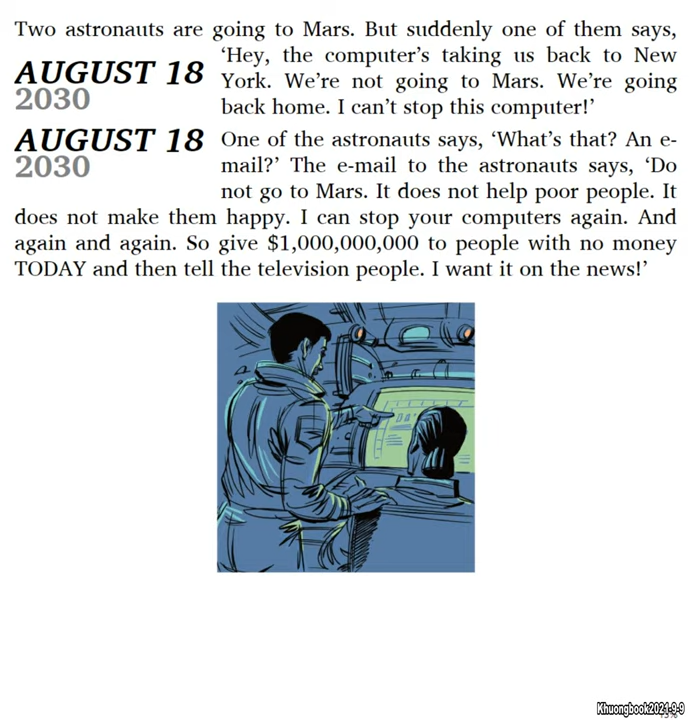 Two astronauts are going to Mars. But suddenly one of them says,
AUGUST 18
2030
‘Hey, the computer’s taking us back to New
York. We’re not going to Mars. We’re going
back home. I can’t stop this computer!’
AUGUST 18
2030
One of the astronauts says, ‘What’s that? An e-
mail?’ The e-mail to the astronauts says, ‘Do
not go to Mars. It does not help poor people. It
does not make them happy. I can stop your computers again. And
again and again. So give $1,000,000,000 to people with no money
TODAY and then tell the television people. I want it on the news!’
Khuongbook2021-9-9